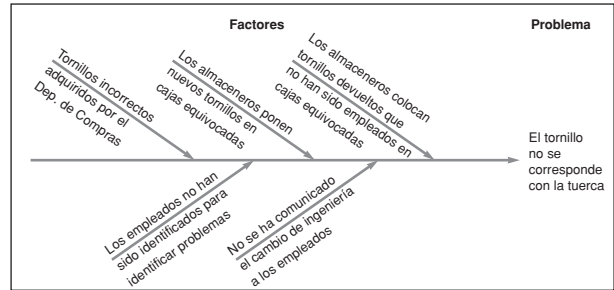 Factores
Problema
Tornillos incorrectos
adquiridos por el
Dep. de Compras
Los almaceneros ponen
nuevos tornillos en
cajas equivocadas
Los almaceneros colocan
tornillos devueltos que
no han sido empleados en
cajas equivocadas
El tornillo
no se
corresponde
con la tuerca
Los empleados no han
sido identificados para
identificar problemas
No se ha comunicado
el cambio de ingeniería
a los empleados